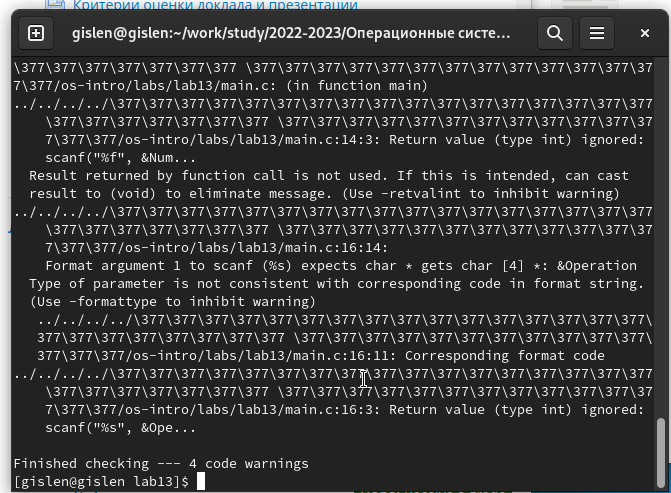 Критерии оценки доклада и презентации
gislen@gislen:~/work/study/2022-2023/Операционные систе...
\377\377\377\377\377\377\377 \377\377\377\377\377\377\377\377\377\377\377\377\37
7\377/os-intro/labs/lab13/main.c: (in function main)
../../../../\377\377\377\377\377\377\377\377\377\377\377\377\377\377\377\377\377
\377\377\377\377\377\377\377 \377\377\377\377\377\377\377\377\377\377\377\37
7\377\377/os-intro/labs/lab13/main.c:14:3: Return value (type int) ignored:
scanf("%f", &Num...
Result returned by function call is not used. If this is intended, can cast
result to (void) to eliminate message. (Use -retvalint to inhibit warning)
../../../../\377\377\377\377\377\377\377\377\377\377\377\377\377\377\377\377\377
\377\377\377\377\377\377\377 \377\377\377\377\377\377\377\377\377\377\377\37
7\377\377/os-intro/labs/lab13/main.c:16:14:
Format argument 1 to scanf (%s) expects char * gets char [4] *: &Operation
Type of parameter is not consistent with corresponding code in format string.
(Use -formattype to inhibit warning)
../../../../\377\377\377\377\377\377\377\377\377\377\377\377\377\377\377\377\
377\377\377\377\377\377\377\377 \377\377\377\377\377\377\377\377\377\377\377\
377\377\377/os-intro/labs/lab13/main.c:16:11: Corresponding format code
../../../../\377\377\377\377\377\377\377\377\377\377\377\377\377\377\377\377\377
\377\377\377\377\377\377\377 \377\377\377\377\377\377\377\377\377\377\377\37
7\377\377/os-intro/labs/lab13/main.c:16:3: Return value (type int) ignored:
scanf("%s", &Ope...
Finished checking --- 4 code warnings
[gislen@gislen lab13]$